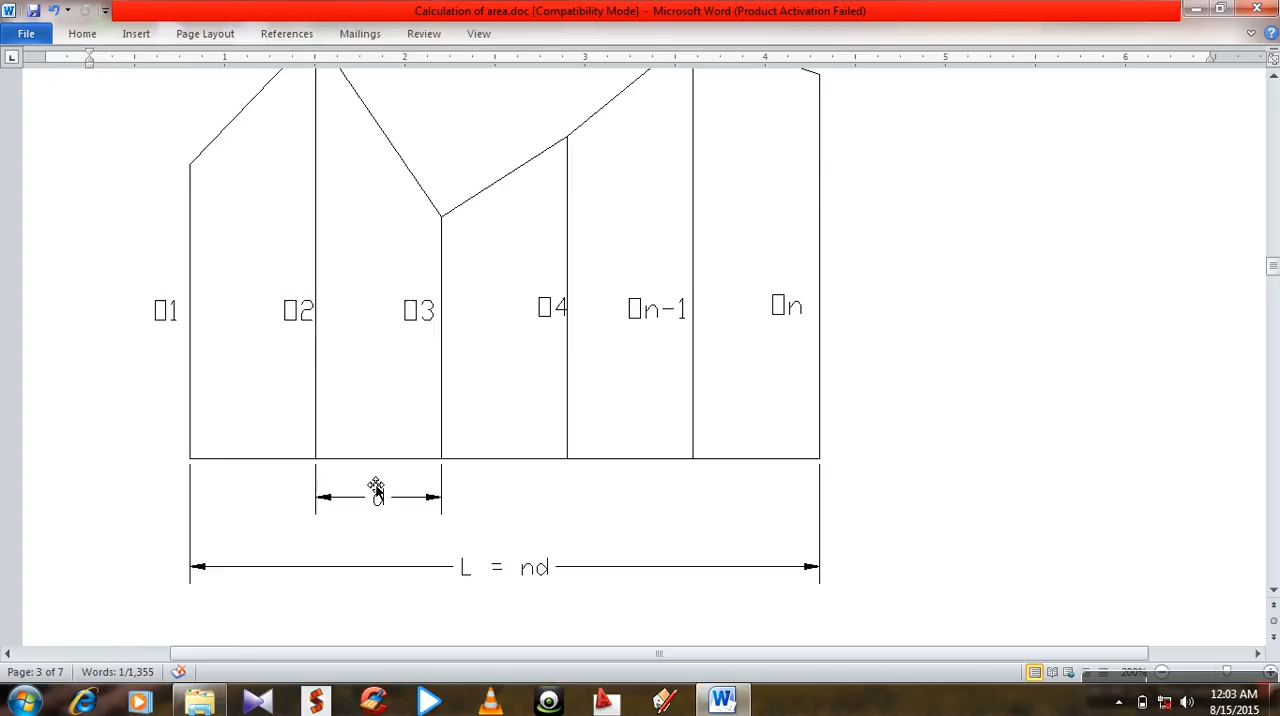 Calculation of area.doc [Compatibility Mode] - Microsoft Word (Product Activation Failed)
File Home Insert Page Layout References Mailings Review View
1 2 3 4 5 6
□1 □2 □3 □4 □n-1 □n
d
L = nd
Page: 3 of 7 Words: 1/1,355 200%
12:03 AM
8/15/2015